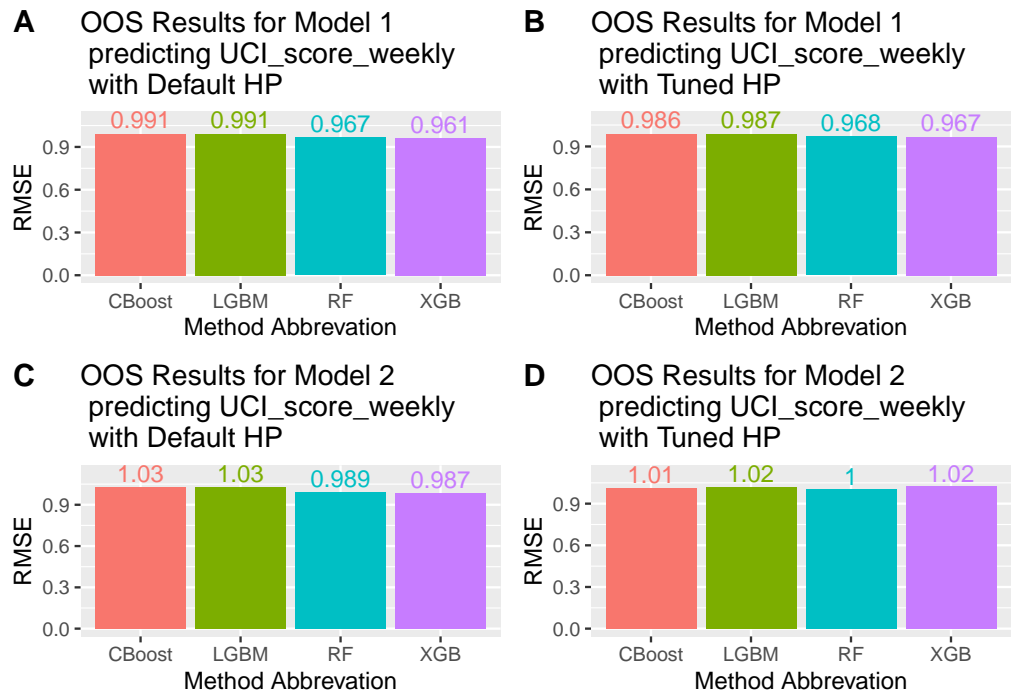 A
OOS Results for Model 1
predicting UCI_score_weekly
with Default HP
0.991 0.991 0.967 0.961
0.9
0.6
0.3
0.0
RMSE
CBoost LGBM RF XGB
Method Abbrevation
B
OOS Results for Model 1
predicting UCI_score_weekly
with Tuned HP
0.986 0.987 0.968 0.967
0.9
0.6
0.3
0.0
RMSE
CBoost LGBM RF XGB
Method Abbrevation
C
OOS Results for Model 2
predicting UCI_score_weekly
with Default HP
1.03 1.03 0.989 0.987
0.9
0.6
0.3
0.0
RMSE
CBoost LGBM RF XGB
Method Abbrevation
D
OOS Results for Model 2
predicting UCI_score_weekly
with Tuned HP
1.01 1.02 1 1.02
0.9
0.6
0.3
0.0
RMSE
CBoost LGBM RF XGB
Method Abbrevation